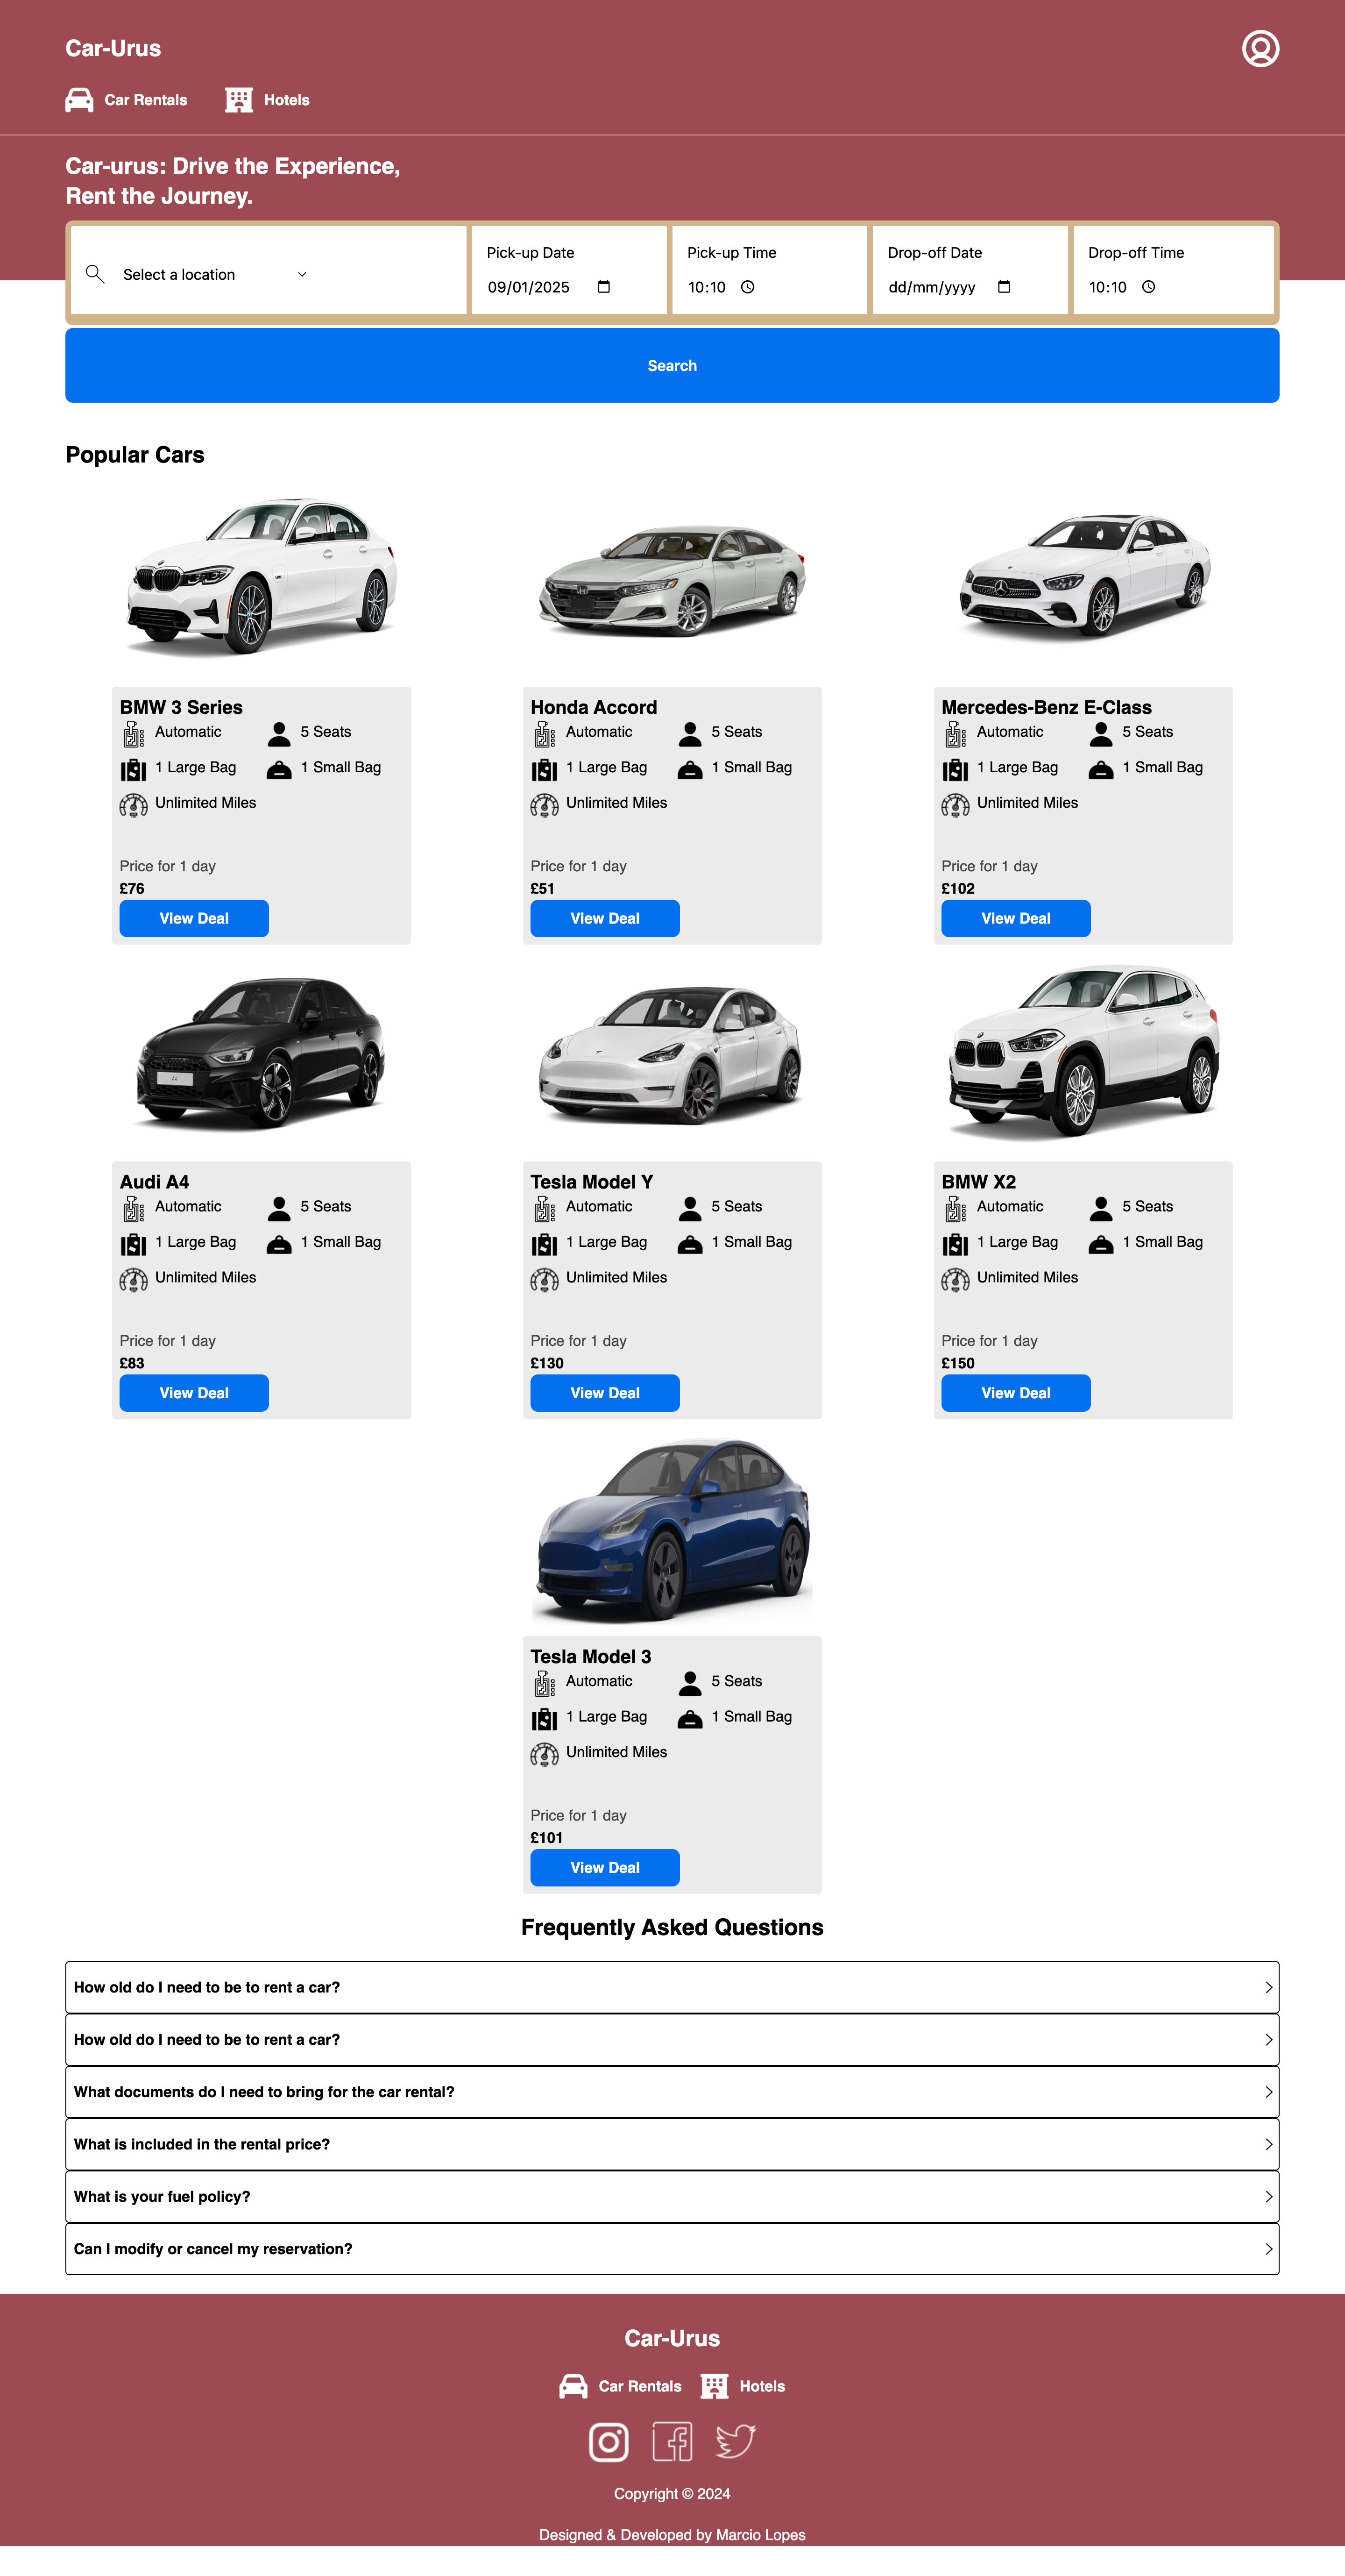 Car-Urus
Car Rentals Hotels
Car-urus: Drive the Experience,
Rent the Journey.
Select a location
Pick-up Date Pick-up Time Drop-off Date Drop-off Time
09/01/2025 10:10 dd/mm/yyyy 10:10
Search
Popular Cars
BMW 3 Series
Automatic 5 Seats
1 Large Bag 1 Small Bag
Unlimited Miles
Price for 1 day
£76
View Deal
Honda Accord
Automatic 5 Seats
1 Large Bag 1 Small Bag
Unlimited Miles
Price for 1 day
£51
View Deal
Mercedes-Benz E-Class
Automatic 5 Seats
1 Large Bag 1 Small Bag
Unlimited Miles
Price for 1 day
£102
View Deal
A4
Audi A4
Automatic 5 Seats
1 Large Bag 1 Small Bag
Unlimited Miles
Price for 1 day
£83
View Deal
Tesla Model Y
Automatic 5 Seats
1 Large Bag 1 Small Bag
Unlimited Miles
Price for 1 day
£130
View Deal
BMW X2
Automatic 5 Seats
1 Large Bag 1 Small Bag
Unlimited Miles
Price for 1 day
£150
View Deal
Tesla Model 3
Automatic 5 Seats
1 Large Bag 1 Small Bag
Unlimited Miles
Price for 1 day
£101
View Deal
Frequently Asked Questions
How old do I need to be to rent a car?
How old do I need to be to rent a car?
What documents do I need to bring for the car rental?
What is included in the rental price?
What is your fuel policy?
Can I modify or cancel my reservation?
Car-Urus
Car Rentals Hotels
Copyright © 2024
Designed & Developed by Marcio Lopes